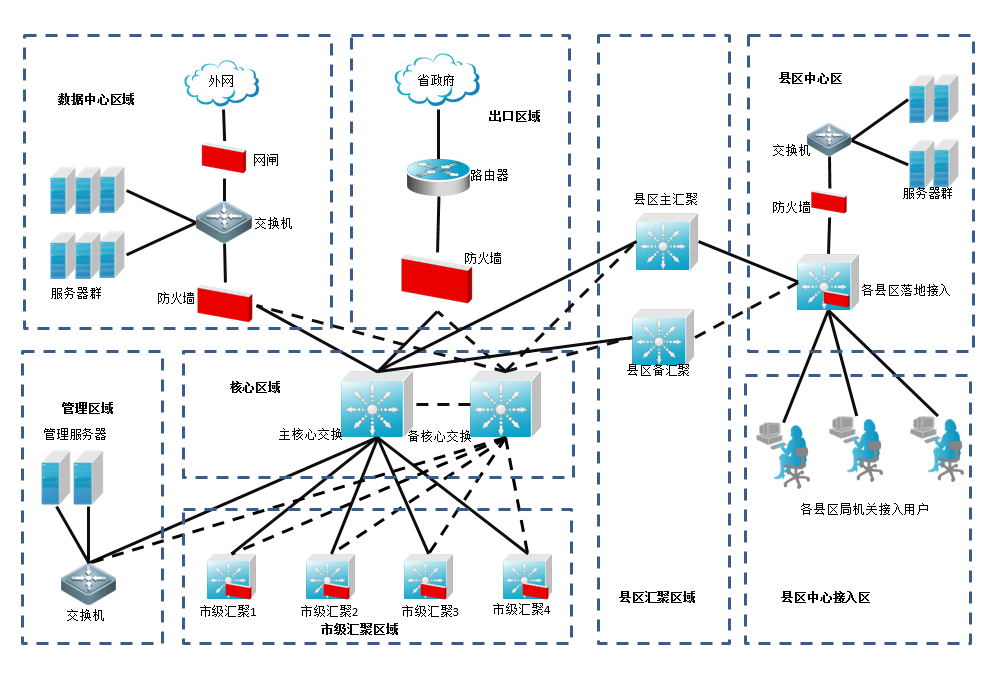 数据中心区域
外网
网闸
交换机
服务器群
防火墙
省政府
出口区域
路由器
防火墙
县区主汇聚
县区备汇聚
县区汇聚区域
县区中心区
交换机
服务器群
防火墙
各县区落地接入
管理区域
管理服务器
交换机
核心区域
主核心交换
备核心交换
市级汇聚1
市级汇聚2
市级汇聚3
市级汇聚4
市级汇聚区域
各县区局机关接入用户
县区中心接入区